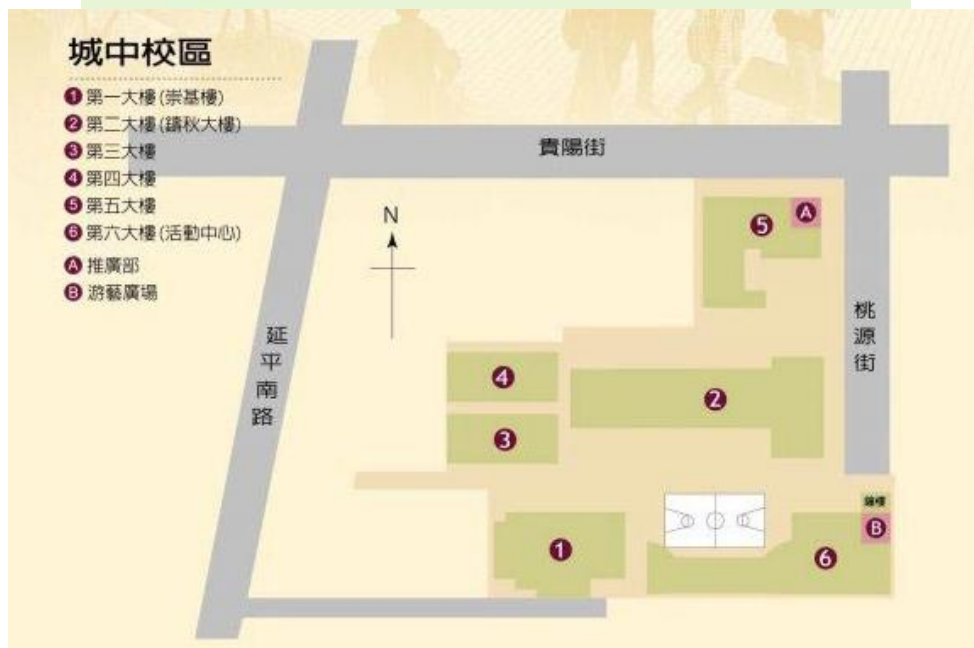 城中校區
1 第一大樓(崇基樓)
2 第二大樓(鑄秋大樓)
3 第三大樓
4 第四大樓
5 第五大樓
6 第六大樓(活動中心)
A 推廣部
B 游藝廣場
貴陽街
N
A
5
桃源街
延平南路
4
2
3
鐘樓
B
1
6